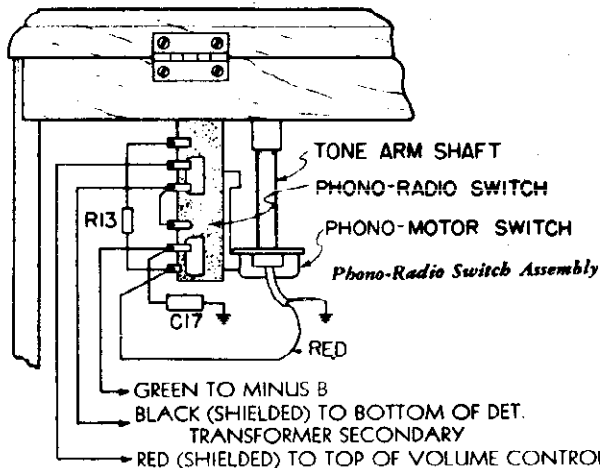 TONE ARM SHAFT
PHONO-RADIO SWITCH
R13
PHONO-MOTOR SWITCH
Phono-Radio Switch Assembly
C17
RED
GREEN TO MINUS B
BLACK (SHIELDED) TO BOTTOM OF DET.
TRANSFORMER SECONDARY
RED (SHIELDED) TO TOP OF VOLUME CONTROL